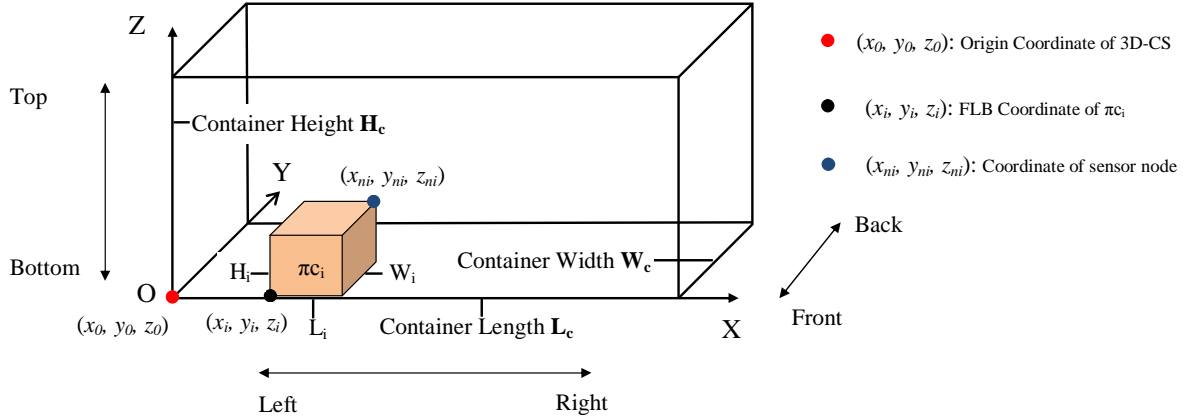 Z
(x0, y0, z0): Origin Coordinate of 3D-CS
Top
(xi, yi, zi): FLB Coordinate of πci
Container Height Hc
Y
(xni, yni, zni)
(xni, yni, zni): Coordinate of sensor node
Back
Bottom
Hi
πci
Wi
Container Width Wc
O
(x0, y0, z0)
(xi, yi, zi)
Li
Container Length Lc
X
Front
Left
Right